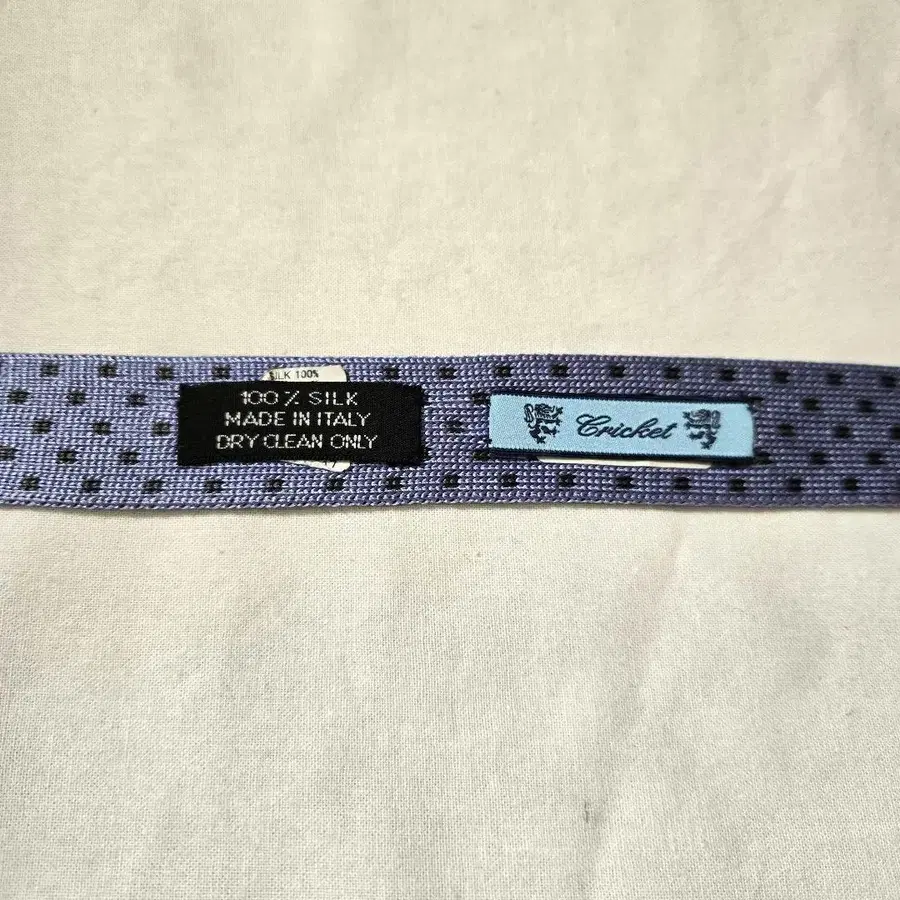 SILK 100%
100% SILK
MADE IN ITALY
DRY CLEAN ONLY
Cricket